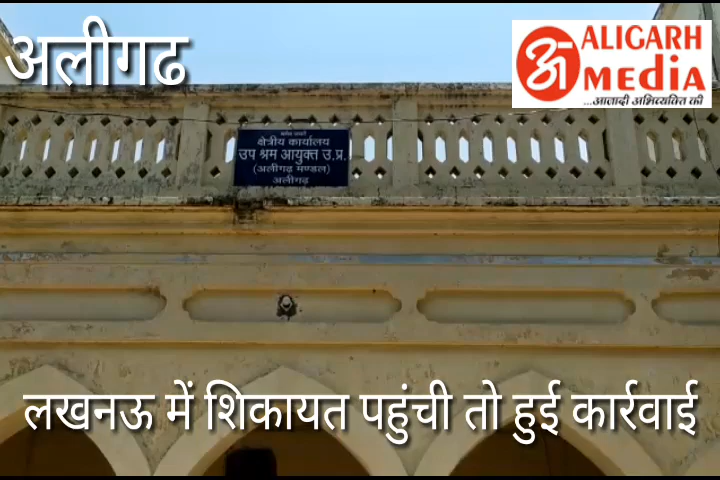 अलीगढ
अ ALIGARH
MEDIA
...आज़ादी अभिव्यक्ति की
क्षेत्रीय कार्यालय
उप श्रम आयुक्त उ.प्र.
(अलीगढ़ मण्डल)
अलीगढ़
लखनऊ में शिकायत पहुंची तो हुई कार्रवाई